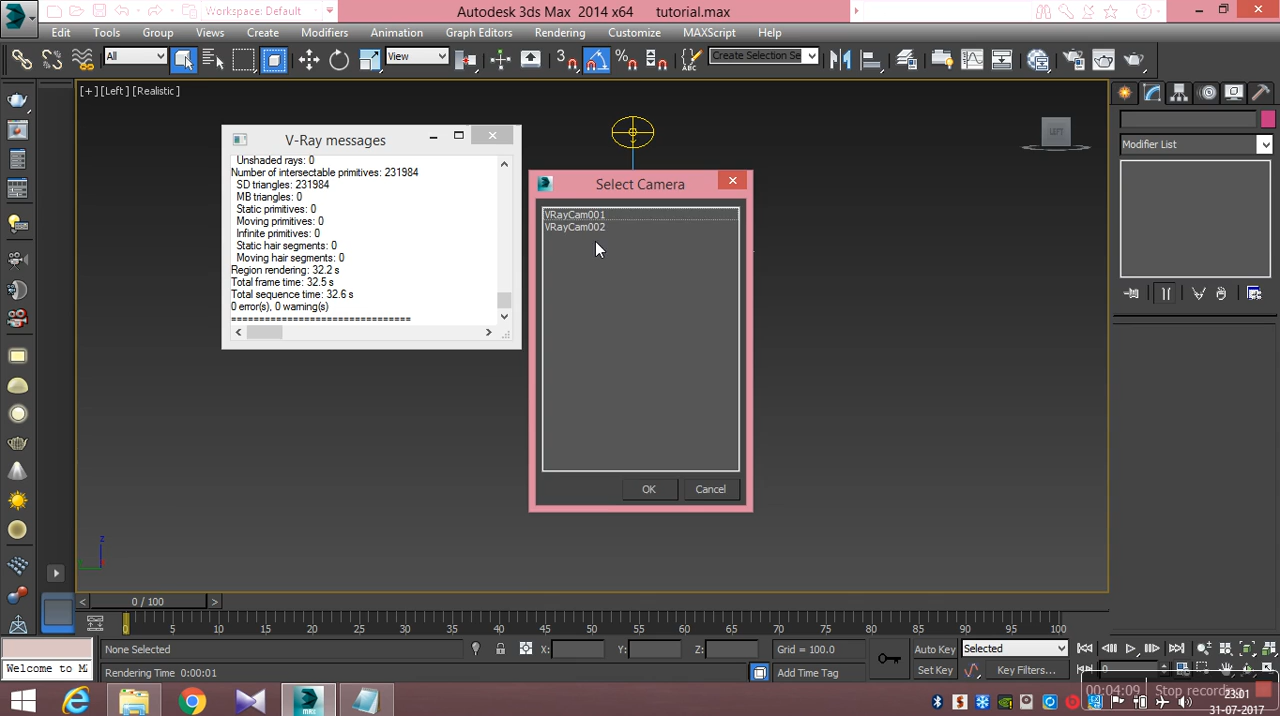 Workspace: Default
Autodesk 3ds Max 2014 x64 tutorial.max
Edit Tools Group Views Create Modifiers Animation Graph Editors Rendering Customize MAXScript Help
All
View
Create Selection Se
[+] [Left ] [Realistic ]
LEFT
V-Ray messages
Unshaded rays: 0
Number of intersectable primitives: 231984
SD triangles: 231984
MB triangles: 0
Static primitives: 0
Moving primitives: 0
Infinite primitives: 0
Static hair segments: 0
Moving hair segments: 0
Region rendering: 32.2 s
Total frame time: 32.5 s
Total sequence time: 32.6 s
0 error(s), 0 warning(s)
==============================
Select Camera
VRayCam001
VRayCam002
OK Cancel
Modifier List
z
0 / 100
0 5 10 15 20 25 30 35 40 45 50 55 60 65 70 75 80 85 90 95 100
None Selected
X: Y: Z:
Grid = 100.0
Auto Key
Selected
Welcome to M
Rendering Time 0:00:01
Add Time Tag
Set Key
Key Filters...
0
00:04:09 Stop recording
23:01
31-07-2017